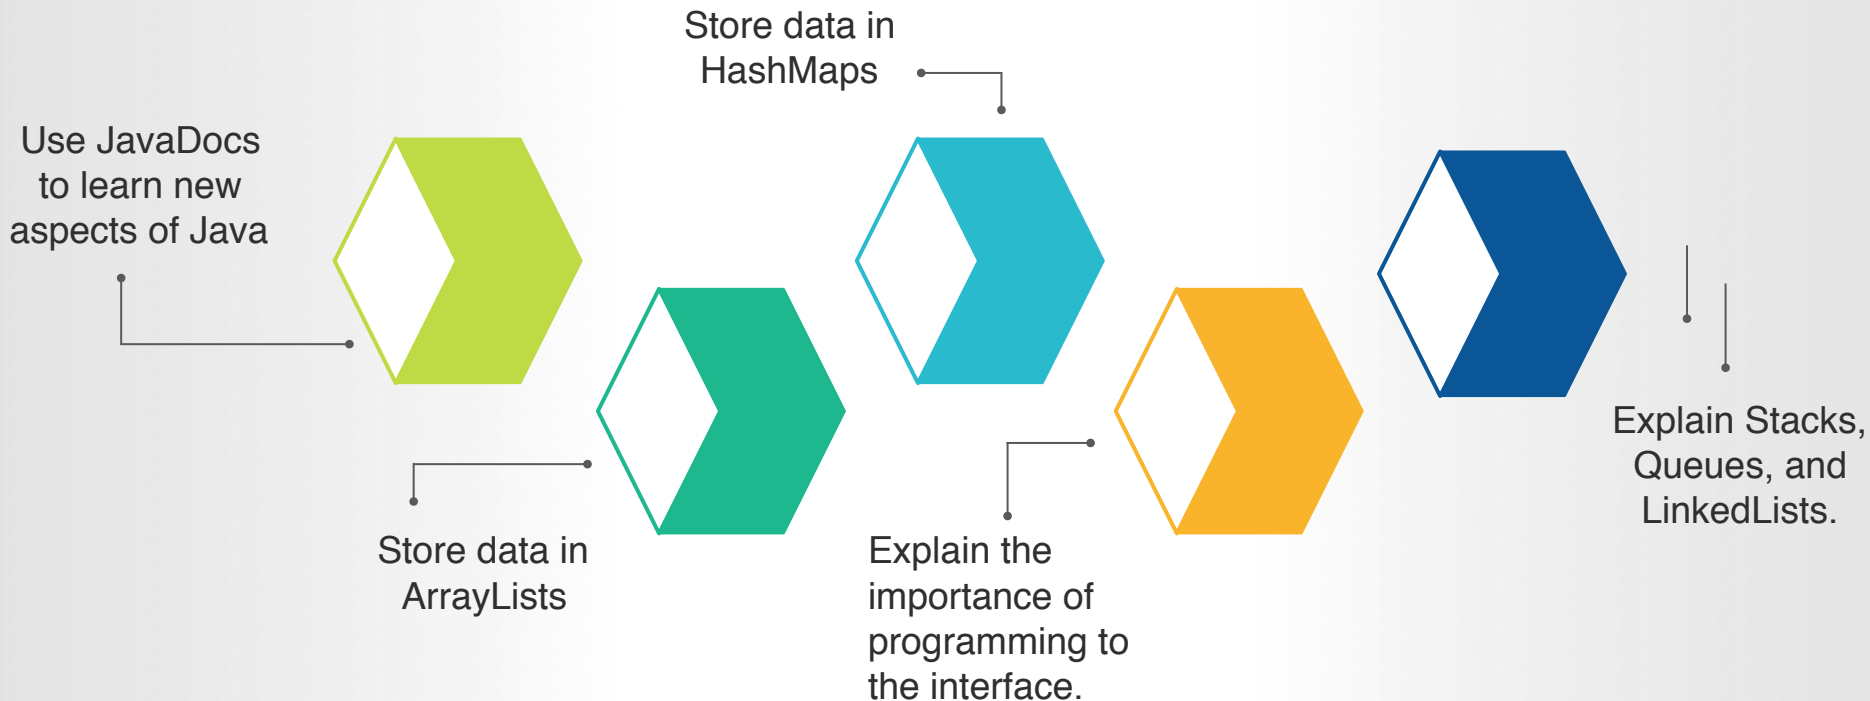 Use JavaDocs
to learn new
aspects of Java
Store data in
ArrayLists
Store data in
HashMaps
Explain the
importance of
programming to
the interface.
Explain Stacks,
Queues, and
LinkedLists.